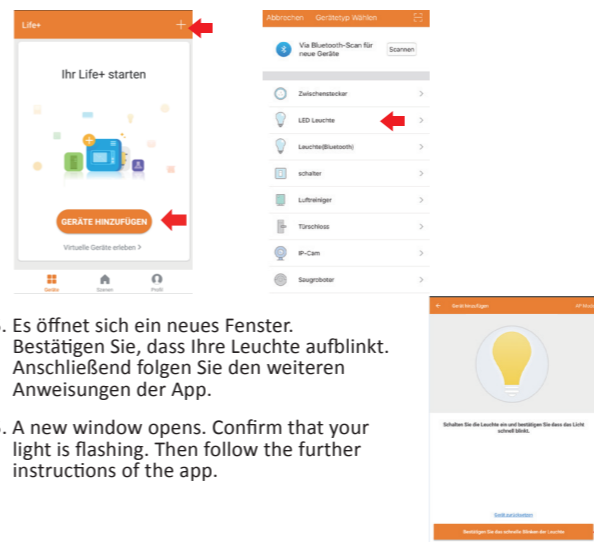 Life+
Ihr Life+ starten
GERÄTE HINZUFÜGEN
Virtuelle Geräte erleben >
Geräte
Szenen
Profil
Abbrechen Gerätetyp Wählen
Via Bluetooth-Scan für
neue Geräte
Scannen
Zwischenstecker
LED Leuchte
Leuchte(Bluetooth)
schalter
Luftreiniger
Türschloss
IP-Cam
Saugroboter
. Es öffnet sich ein neues Fenster.
Bestätigen Sie, dass Ihre Leuchte aufblinkt.
Anschließend folgen Sie den weiteren
Anweisungen der App.
. A new window opens. Confirm that your
light is flashing. Then follow the further
instructions of the app.
Gerät hinzufügen
Schalten Sie die Leuchte ein und bestätigen Sie dass das Licht
schnell blinkt.
Bestätigen Sie das schnelle Blinken der Leuchte